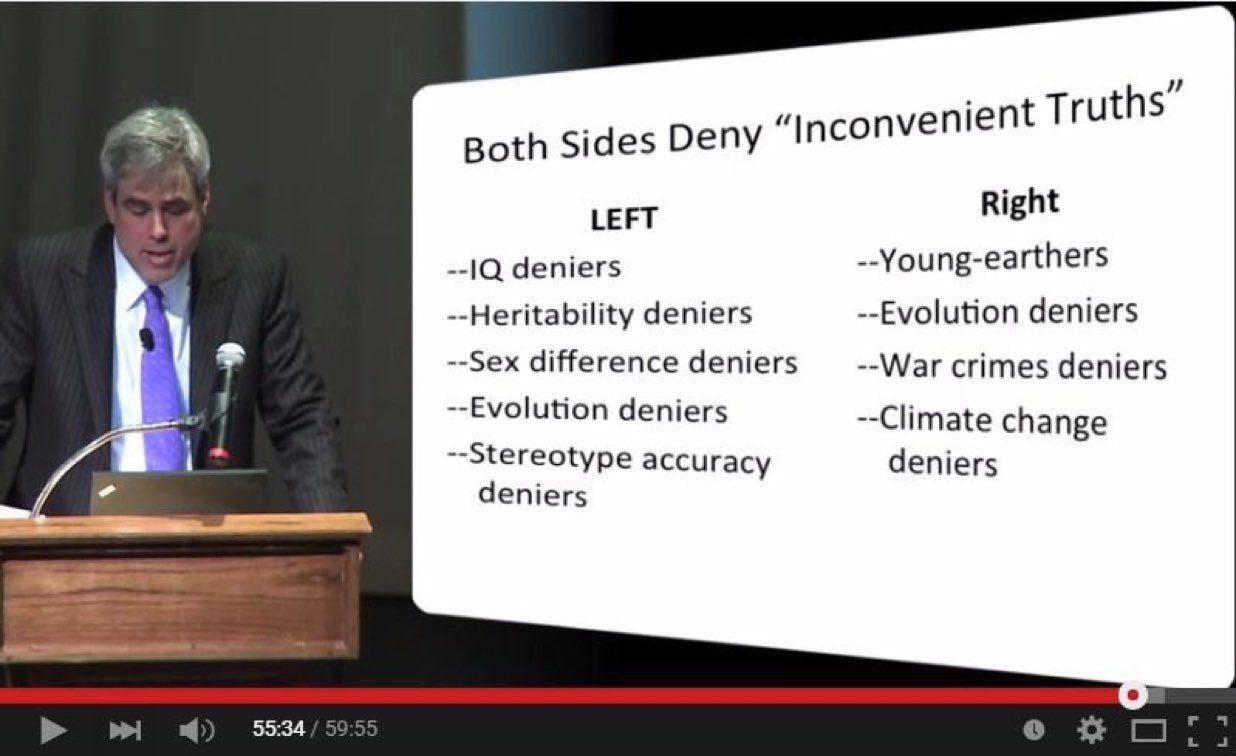 Both Sides Deny “Inconvenient Truths”
LEFT
--IQ deniers
--Heritability deniers
--Sex difference deniers
--Evolution deniers
--Stereotype accuracy
deniers
Right
--Young-earthers
--Evolution deniers
--War crimes deniers
--Climate change
deniers
55:34 / 59:55